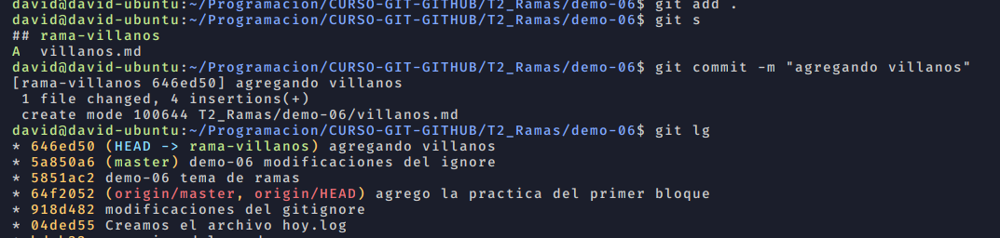 david@david-ubuntu:~/Programacion/CURSO-GIT-GITHUB/T2_Ramas/demo-06$ git add .
david@david-ubuntu:~/Programacion/CURSO-GIT-GITHUB/T2_Ramas/demo-06$ git s
## rama-villanos
A  villanos.md
david@david-ubuntu:~/Programacion/CURSO-GIT-GITHUB/T2_Ramas/demo-06$ git commit -m "agregando villanos"
[rama-villanos 646ed50] agregando villanos
 1 file changed, 4 insertions(+)
 create mode 100644 T2_Ramas/demo-06/villanos.md
david@david-ubuntu:~/Programacion/CURSO-GIT-GITHUB/T2_Ramas/demo-06$ git lg
* 646ed50 (HEAD -> rama-villanos) agregando villanos
* 5a850a6 (master) demo-06 modificaciones del ignore
* 5851ac2 demo-06 tema de ramas
* 64f2052 (origin/master, origin/HEAD) agrego la practica del primer bloque
* 918d482 modificaciones del gitignore
* 04ded55 Creamos el archivo hoy.log